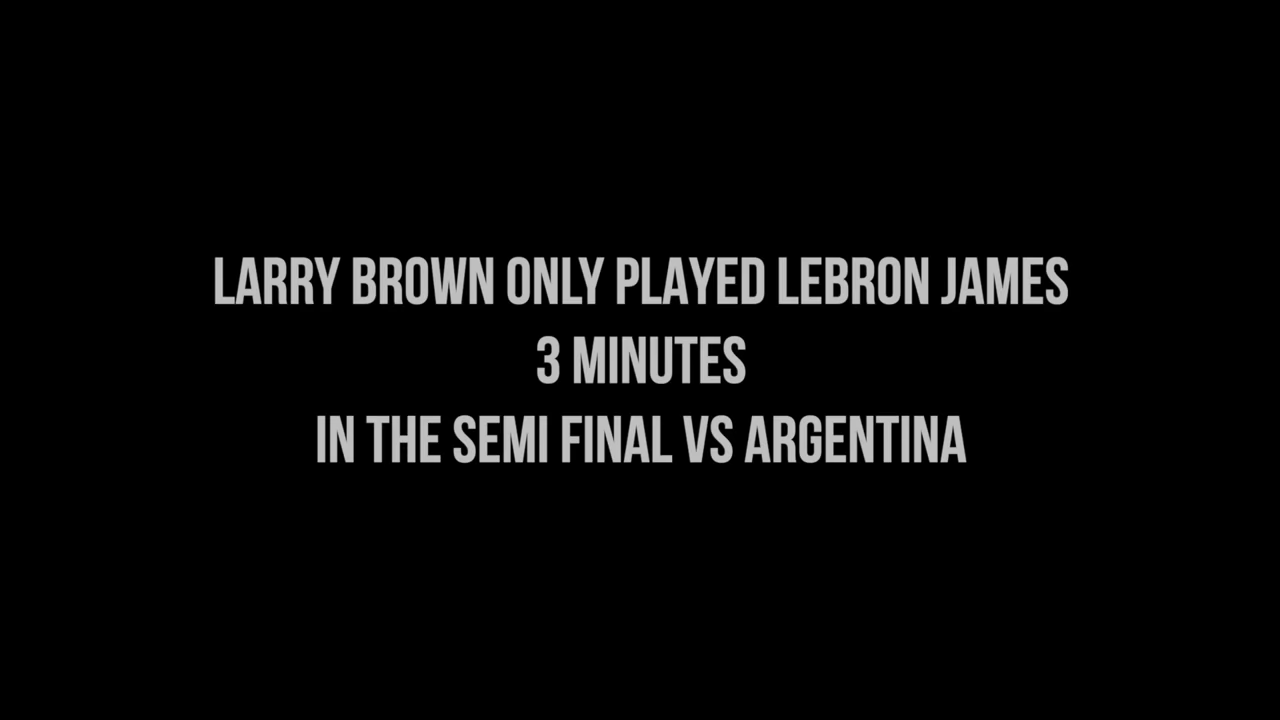 LARRY BROWN ONLY PLAYED LEBRON JAMES
3 MINUTES
IN THE SEMI FINAL VS ARGENTINA